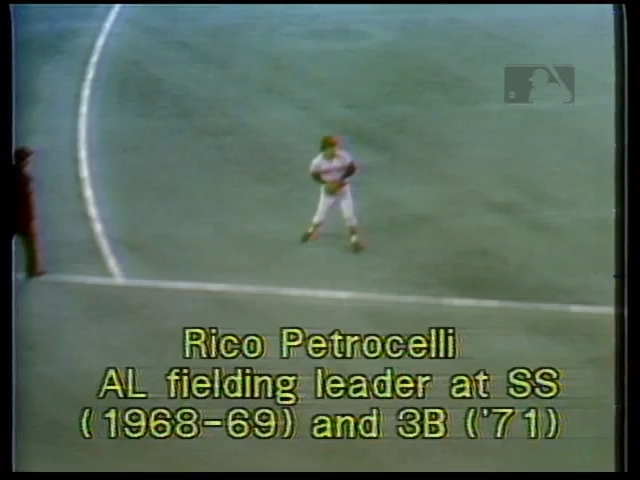 Rico Petrocelli
AL fielding leader at SS
(1968-69) and 3B ('71)